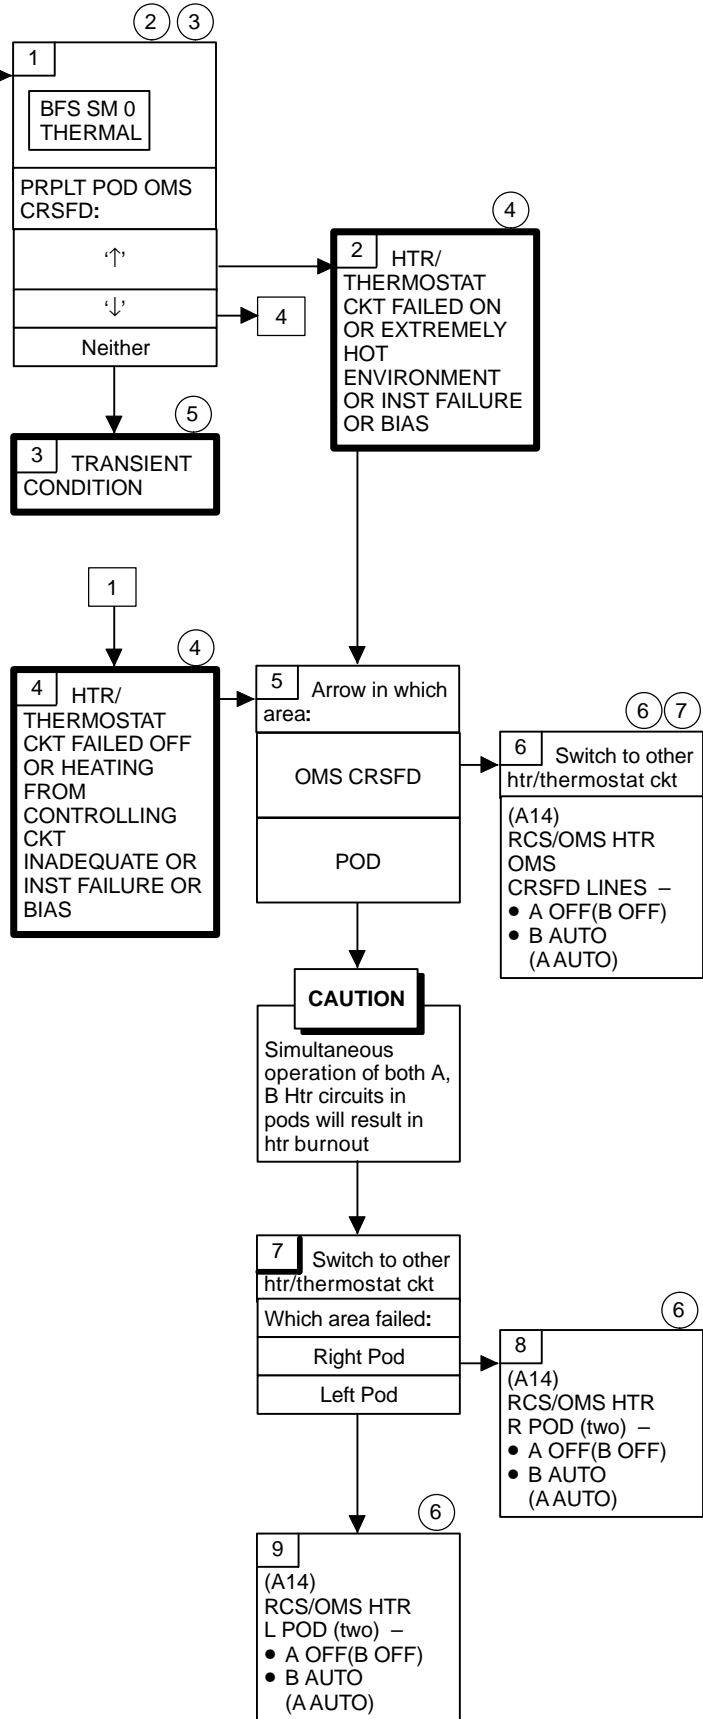 2 3
1
BFS SM 0
THERMAL
PRPLT POD OMS
CRSFD:
‘↑’
‘↓’
Neither
4
4
2 HTR/
THERMOSTAT
CKT FAILED ON
OR EXTREMELY
HOT
ENVIRONMENT
OR INST FAILURE
OR BIAS
5
3 TRANSIENT
CONDITION
1
4
4 HTR/
THERMOSTAT
CKT FAILED OFF
OR HEATING
FROM
CONTROLLING
CKT
INADEQUATE OR
INST FAILURE OR
BIAS
5 Arrow in which
area:
OMS CRSFD
POD
6 7
6 Switch to other
htr/thermostat ckt
(A14)
RCS/OMS HTR
OMS
CRSFD LINES –
• A OFF(B OFF)
• B AUTO
(A AUTO)
CAUTION
Simultaneous
operation of both A,
B Htr circuits in
pods will result in
htr burnout
7 Switch to other
htr/thermostat ckt
Which area failed:
Right Pod
Left Pod
6
8
(A14)
RCS/OMS HTR
R POD (two) –
• A OFF(B OFF)
• B AUTO
(A AUTO)
6
9
(A14)
RCS/OMS HTR
L POD (two) –
• A OFF(B OFF)
• B AUTO
(A AUTO)